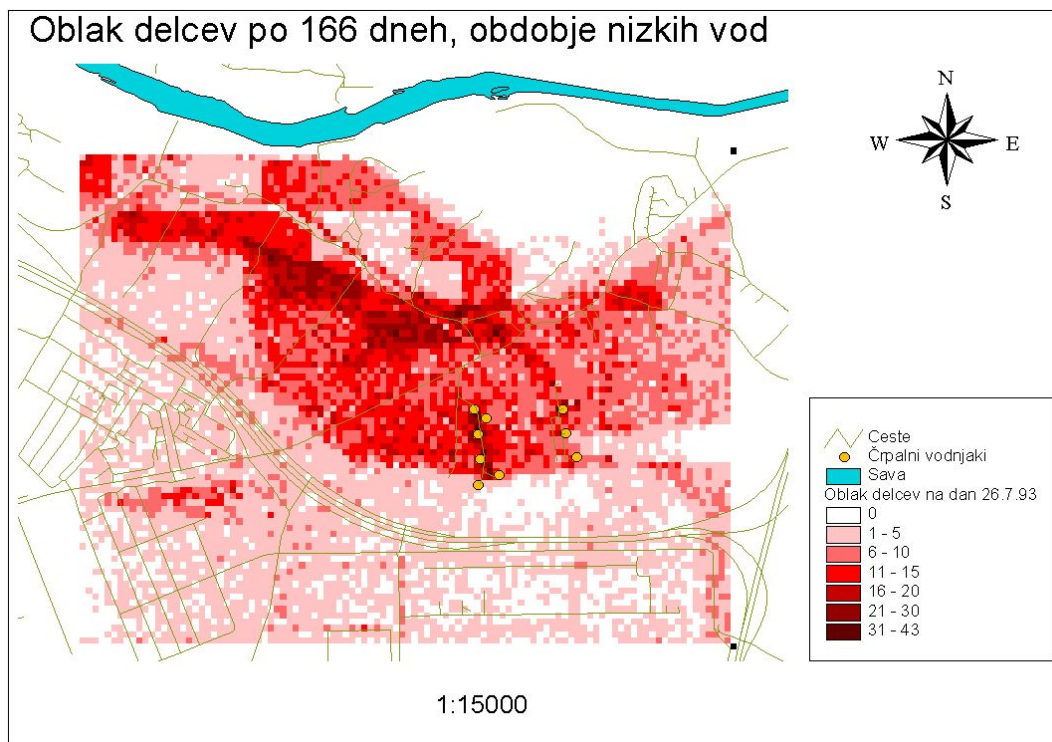 Oblak delcev po 166 dneh, obdobje nizkih vod
N
W E
S
Ceste
Črpalni vodnjaki
Sava
Oblak delcev na dan 26.7.93
0
1 - 5
6 - 10
11 - 15
16 - 20
21 - 30
31 - 43
1:15000